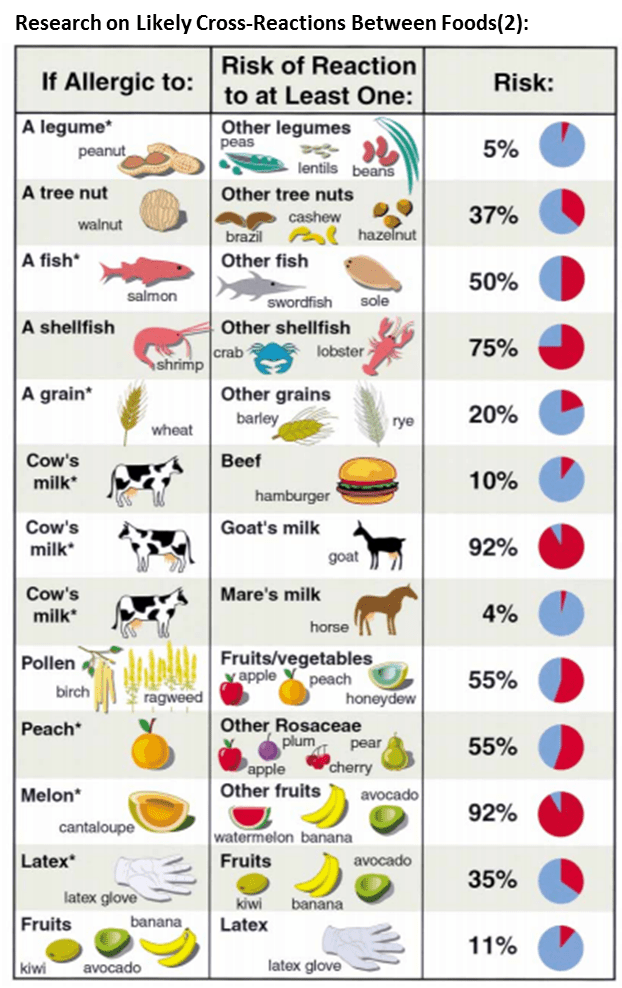 Research on Likely Cross-Reactions Between Foods(2):
If Allergic to:
Risk of Reaction
to at Least One:
Risk:
A legume*
peanut
Other legumes
peas
lentils
beans
5%
A tree nut
walnut
Other tree nuts
brazil
cashew
hazelnut
37%
A fish*
salmon
Other fish
swordfish
sole
50%
A shellfish
shrimp
Other shellfish
crab
lobster
75%
A grain*
wheat
Other grains
barley
rye
20%
Cow's
milk*
Beef
hamburger
10%
Cow's
milk*
Goat's milk
goat
92%
Cow's
milk*
Mare's milk
horse
4%
Pollen
birch
ragweed
Fruits/vegetables
apple
peach
honeydew
55%
Peach*
Other Rosaceae
apple
plum
cherry
pear
55%
Melon*
cantaloupe
Other fruits
watermelon
banana
avocado
92%
Latex*
latex glove
Fruits
kiwi
banana
avocado
35%
Fruits
kiwi
avocado
banana
Latex
latex glove
11%